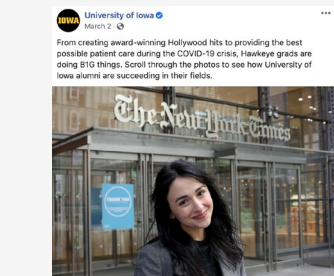 IOWA
University of Iowa
March 2 ·
From creating award-winning Hollywood hits to providing the best
possible patient care during the COVID-19 crisis, Hawkeye grads are
doing B1G things. Scroll through the photos to see how University of
Iowa alumni are succeeding in their fields.
The New York Times
THANK YOU